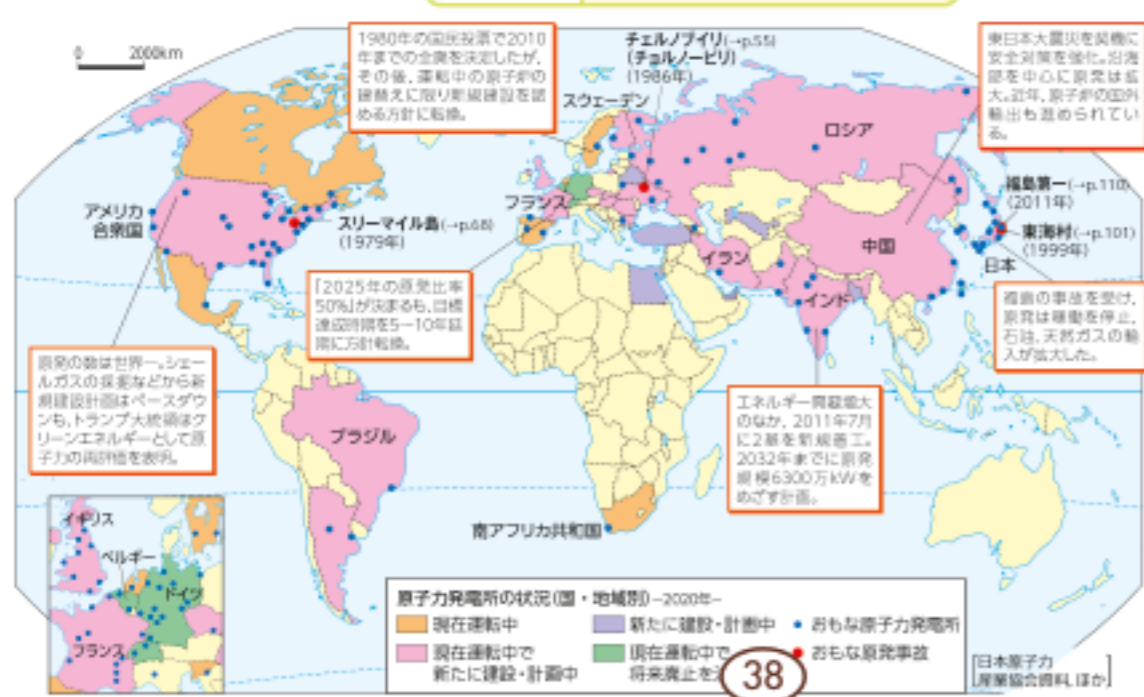 0 2000km
1980年の国民投票で2010
年までの全廃を決定したが、
その後、運転中の原子炉の
建替えに限り新規建設を認
める方針に転換。
チェルノブイリ(→p.55)
(チョルノービリ)
(1986年)
スウェーデン
東日本大震災を契機に
安全対策を強化。沿海
部を中心に原発は拡
大。近年、原子炉の国外
輸出も進められてい
る。
ロシア
フランス
福島第一(→p.110)
(2011年)
アメリカ
合衆国
スリーマイル島(→p.68)
(1979年)
東海村(→p.101)
(1999年)
中国
日本
イラン
インド
「2025年の原発比率
50%」が決まるも、目標
達成時期を5−10年延
期に方針転換。
福島の事故を受け、
原発は稼働を停止。
石油、天然ガスの輸
入が拡大した。
原発の数は世界一。シェー
ルガスの採掘などから新
規建設計画はペースダウ
ンも、トランプ大統領はク
リーンエネルギーとして原
子力の再評価を表明。
エネルギー需要増大
のなか、2011年7月
に2基を新規着工。
2032年までに原発
規模6300万kWを
めざす計画。
ブラジル
南アフリカ共和国
イギリス
ベルギー
ドイツ
フランス
原子力発電所の状況(国・地域別)−2020年−
現在運転中
新たに建設・計画中
おもな原子力発電所
現在運転中で
新たに建設・計画中
現在運転中で
将来廃止を
おもな原発事故
38
[日本原子力
産業協会資料、ほか]